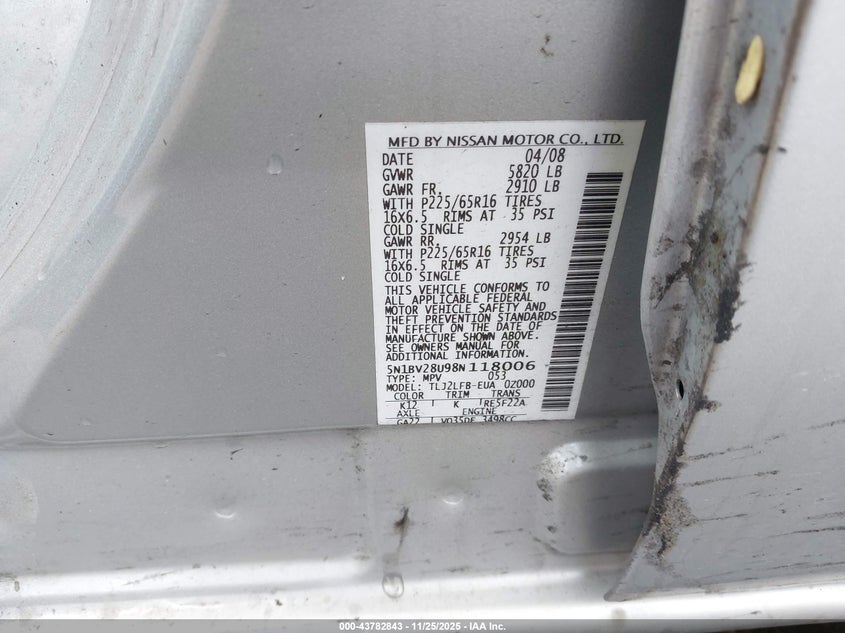 MFD BY NISSAN MOTOR CO., LTD.
DATE 04/08
GVWR 5820 LB
GAWR FR. 2910 LB
WITH P225/65R16 TIRES
16X6.5 RIMS AT 35 PSI
COLD SINGLE
GAWR RR. 2954 LB
WITH P225/65R16 TIRES
16X6.5 RIMS AT 35 PSI
COLD SINGLE
THIS VEHICLE CONFORMS TO
ALL APPLICABLE FEDERAL
MOTOR VEHICLE SAFETY AND
THEFT PREVENTION STANDARDS
IN EFFECT ON THE DATE OF
MANUFACTURE SHOWN ABOVE.
SEE OWNERS MANUAL FOR
ADDITIONAL INFORMATION
5N1BV28U98N118006
TYPE: MPV 053
MODEL: TLJ2LFB-EUA 0Z000
COLOR TRIM TRANS
K12 K RE5F22A
AXLE ENGINE
GA22 VQ35DE 3498CC
000-43782843 - 11/25/2025 - IAA Inc.